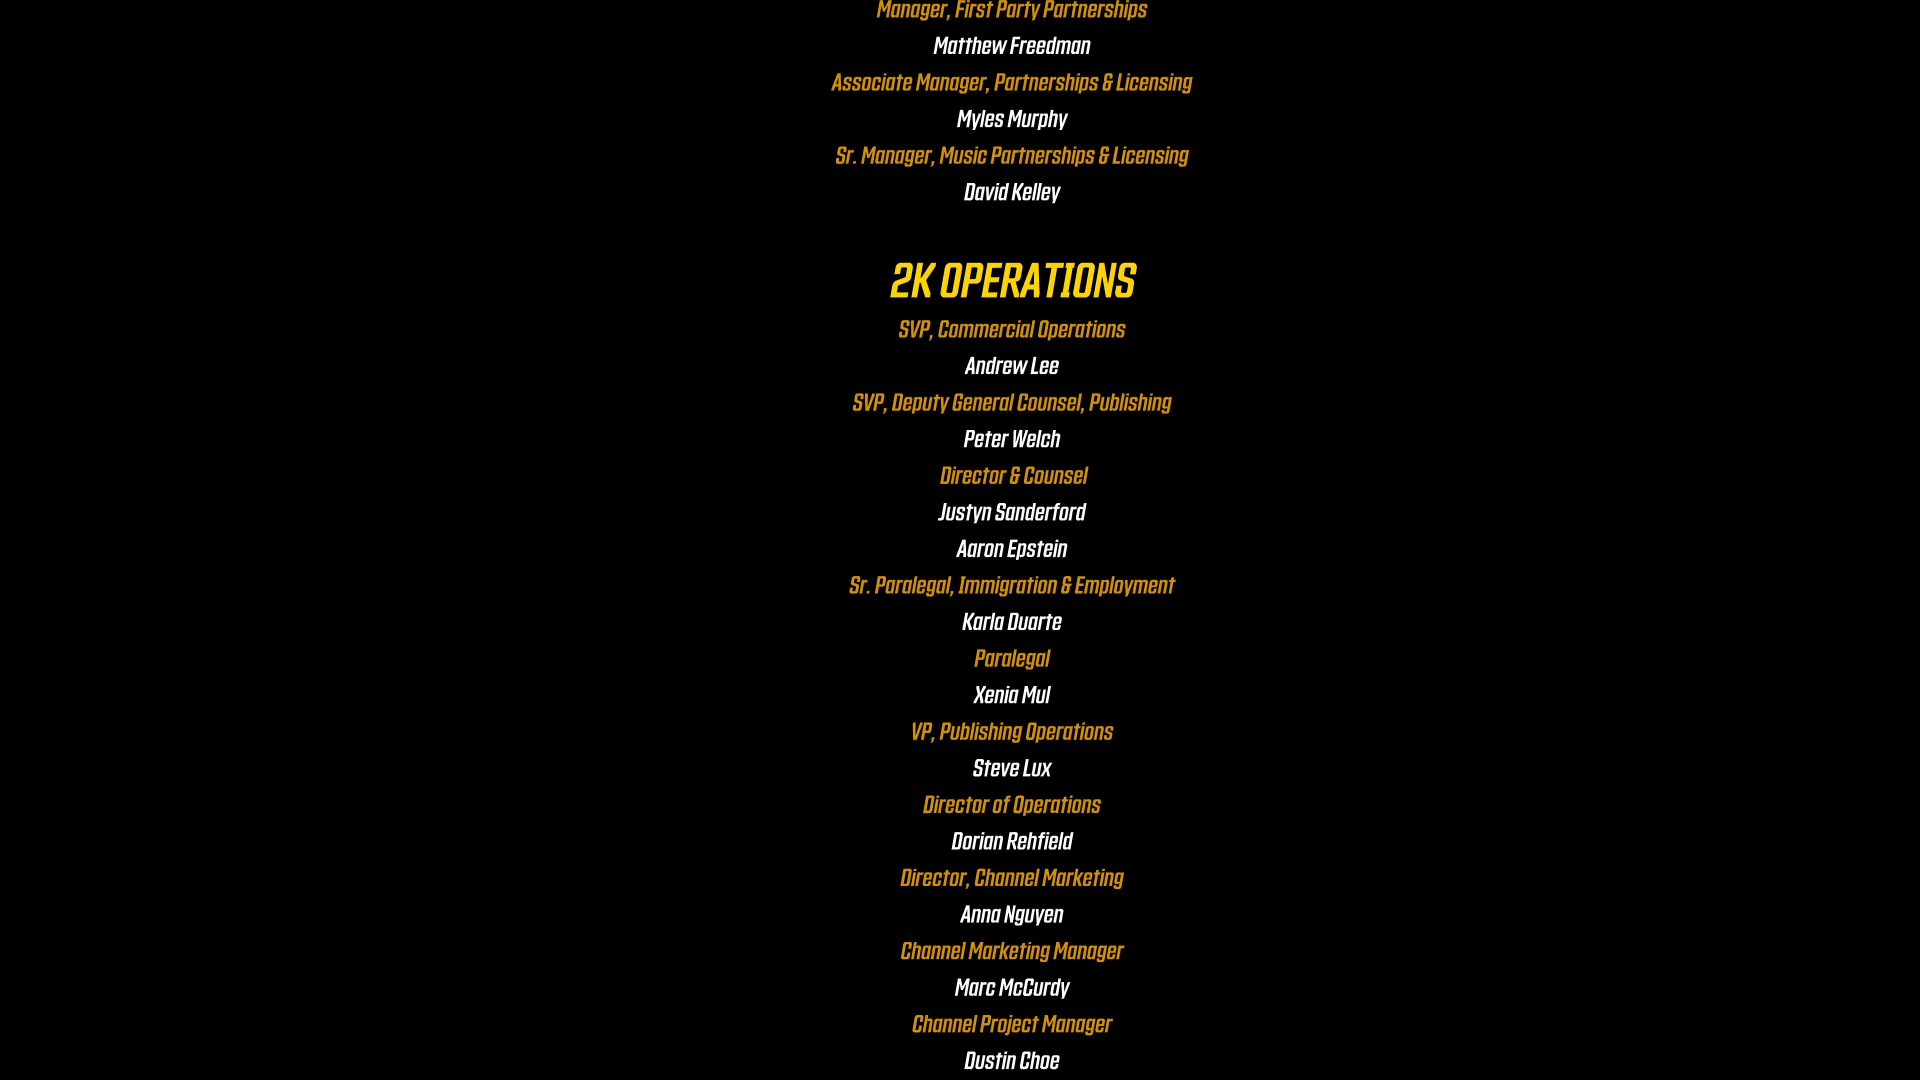 Manager, First Party Partnerships
Matthew Freedman
Associate Manager, Partnerships & Licensing
Myles Murphy
Sr. Manager, Music Partnerships & Licensing
David Kelley
2K OPERATIONS
SVP, Commercial Operations
Andrew Lee
SVP, Deputy General Counsel, Publishing
Peter Welch
Director & Counsel
Justyn Sanderford
Aaron Epstein
Sr. Paralegal, Immigration & Employment
Karla Duarte
Paralegal
Xenia Mul
VP, Publishing Operations
Steve Lux
Director of Operations
Dorian Rehfield
Director, Channel Marketing
Anna Nguyen
Channel Marketing Manager
Marc McCurdy
Channel Project Manager
Dustin Choe